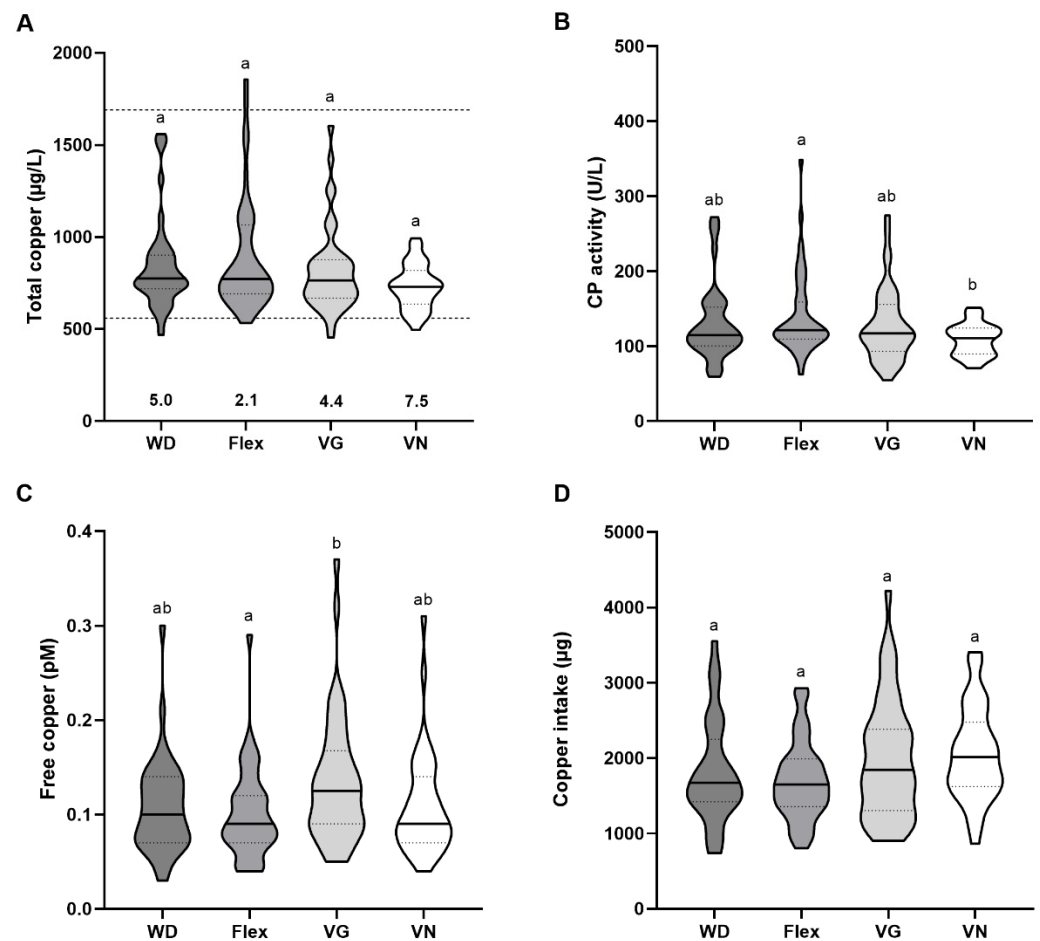 A
Total copper (µg/L)
2000
1500
1000
500
0
a
a
a
a
5.0
2.1
4.4
7.5
WD
Flex
VG
VN
B
CP activity (U/L)
500
400
300
200
100
0
ab
a
ab
b
WD
Flex
VG
VN
C
Free copper (pM)
0.4
0.3
0.2
0.1
0.0
ab
a
b
ab
WD
Flex
VG
VN
D
Copper intake (µg)
5000
4000
3000
2000
1000
0
a
a
a
a
WD
Flex
VG
VN